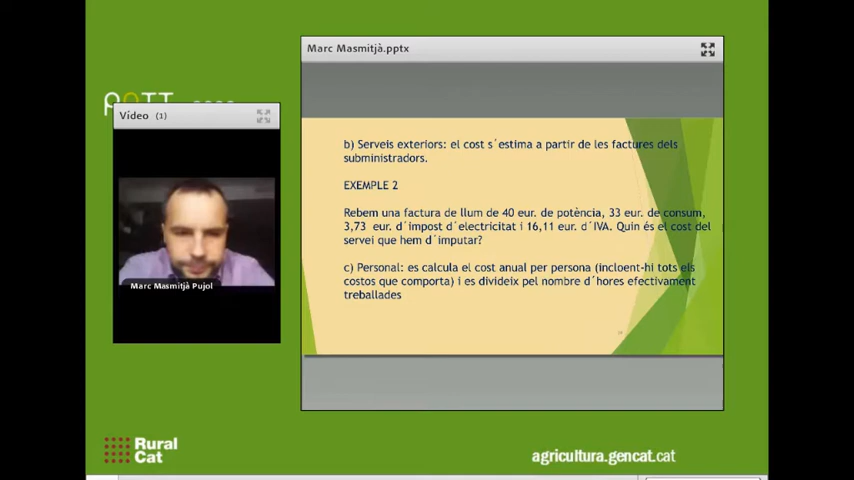 Marc Masmitjà.pptx
Vídeo (1)
b) Serveis exteriors: el cost s´estima a partir de les factures dels
subministradors.
EXEMPLE 2
Rebem una factura de llum de 40 eur. de potència, 33 eur. de consum,
3,73 eur. d´impost d´electricitat i 16,11 eur. d´IVA. Quin és el cost del
servei que hem d´imputar?
c) Personal: es calcula el cost anual per persona (incloent-hi tots els
costos que comporta) i es divideix pel nombre d´hores efectivament
treballades
Marc Masmitjà Pujol
Rural
Cat
agricultura.gencat.cat